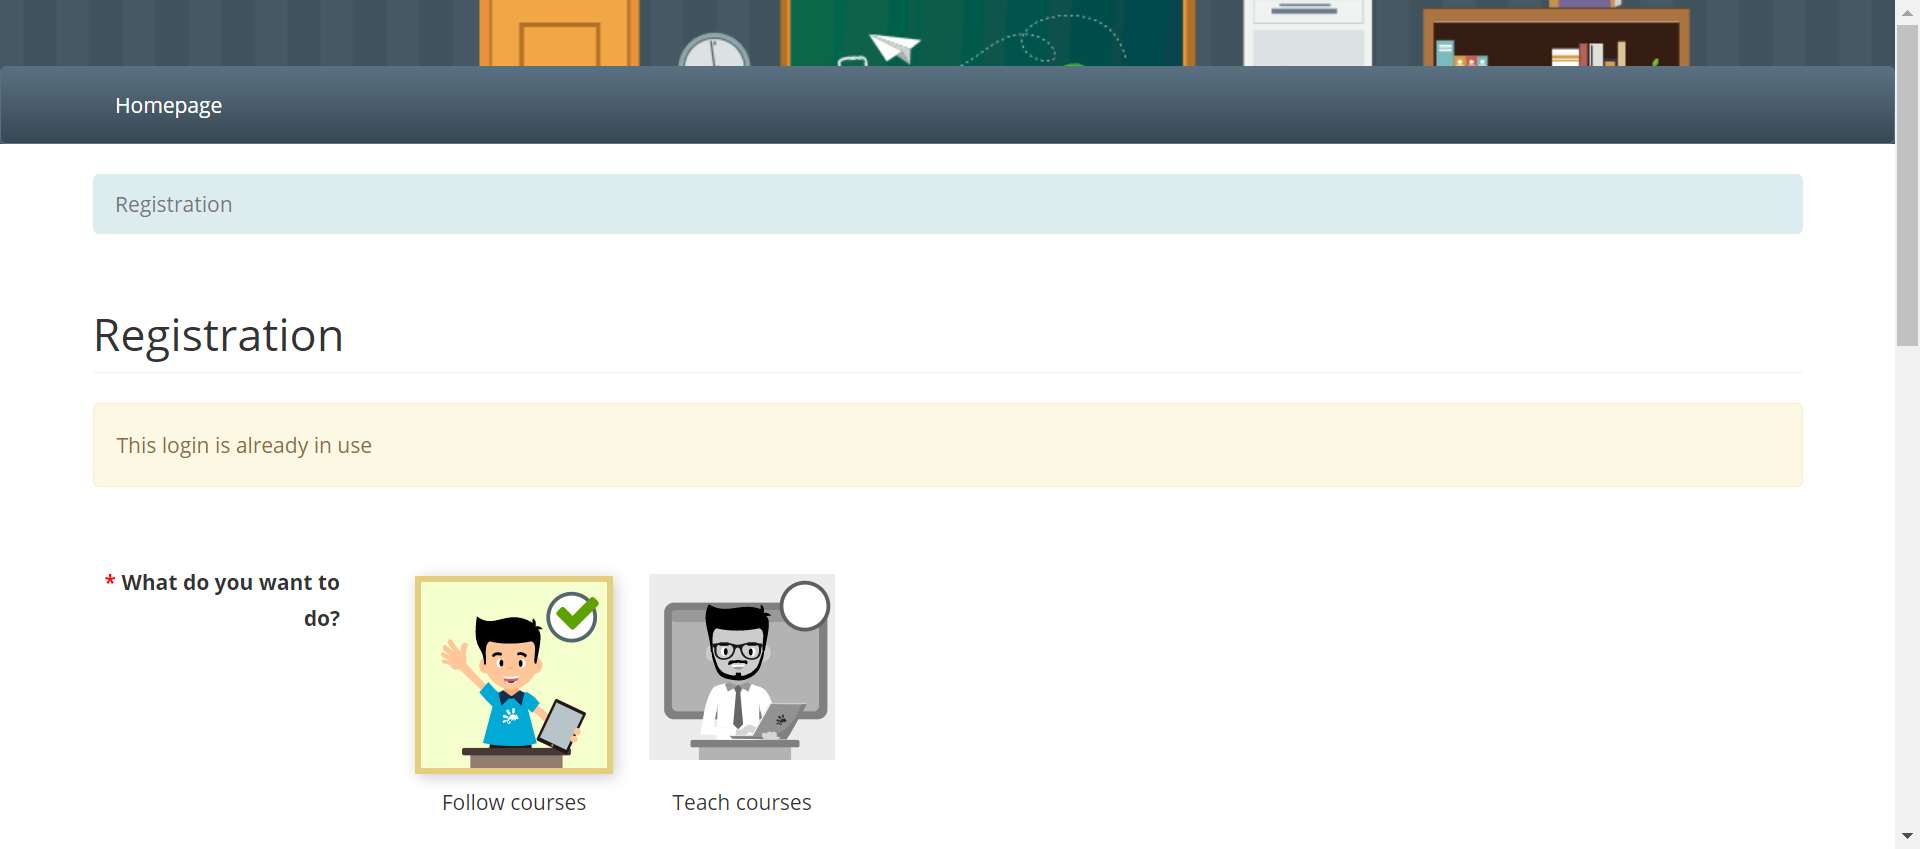 Homepage
Registration
Registration
This login is already in use
* What do you want to
do?
Follow courses
Teach courses